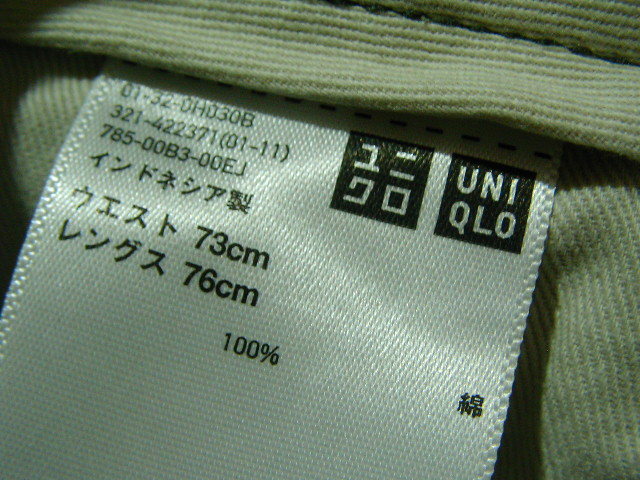 01-32-DH030B
321-422371(01-11)
785-00B3-00EJ
インドネシア製
ウエスト 73cm
レングス 76cm
100%
綿
ユニ
クロ
UNI
QLO